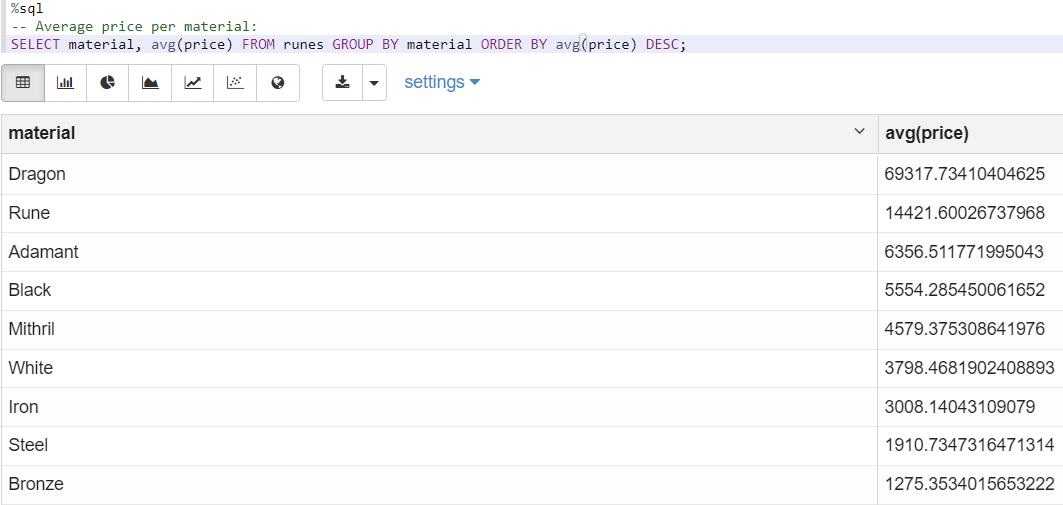 %sql
-- Average price per material:
SELECT material, avg(price) FROM runes GROUP BY material ORDER BY avg(price) DESC;
settings
material avg(price)
Dragon 69317.73410404625
Rune 14421.60026737968
Adamant 6356.511771995043
Black 5554.285450061652
Mithril 4579.375308641976
White 3798.4681902408893
Iron 3008.14043109079
Steel 1910.7347316471314
Bronze 1275.3534015653222